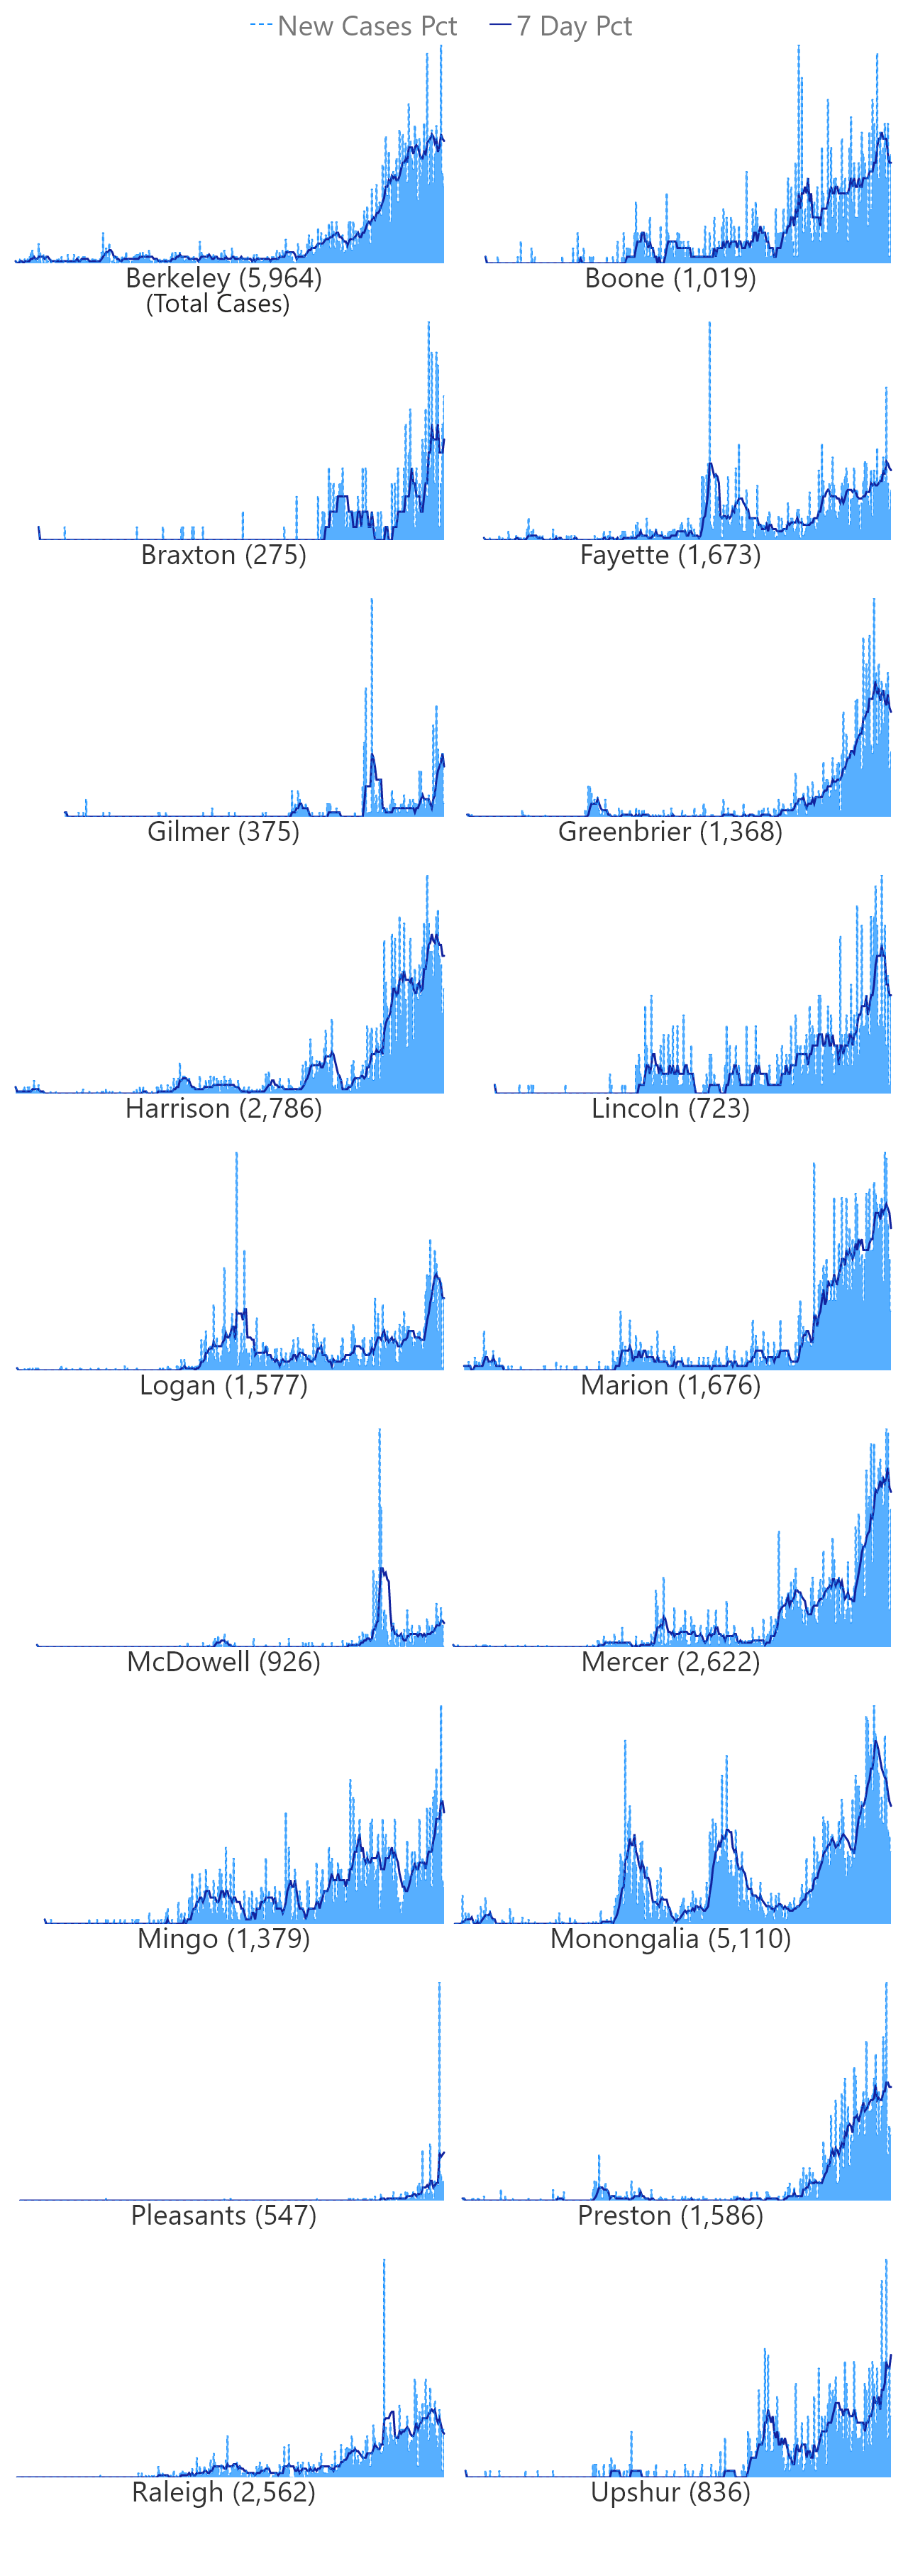 New Cases Pct 7 Day Pct
Berkeley (5,964) Boone (1,019)
(Total Cases)
Braxton (275) Fayette (1,673)
Gilmer (375) Greenbrier (1,368)
Harrison (2,786) Lincoln (723)
Logan (1,577) Marion (1,676)
McDowell (926) Mercer (2,622)
Mingo (1,379) Monongalia (5,110)
Pleasants (547) Preston (1,586)
Raleigh (2,562) Upshur (836)